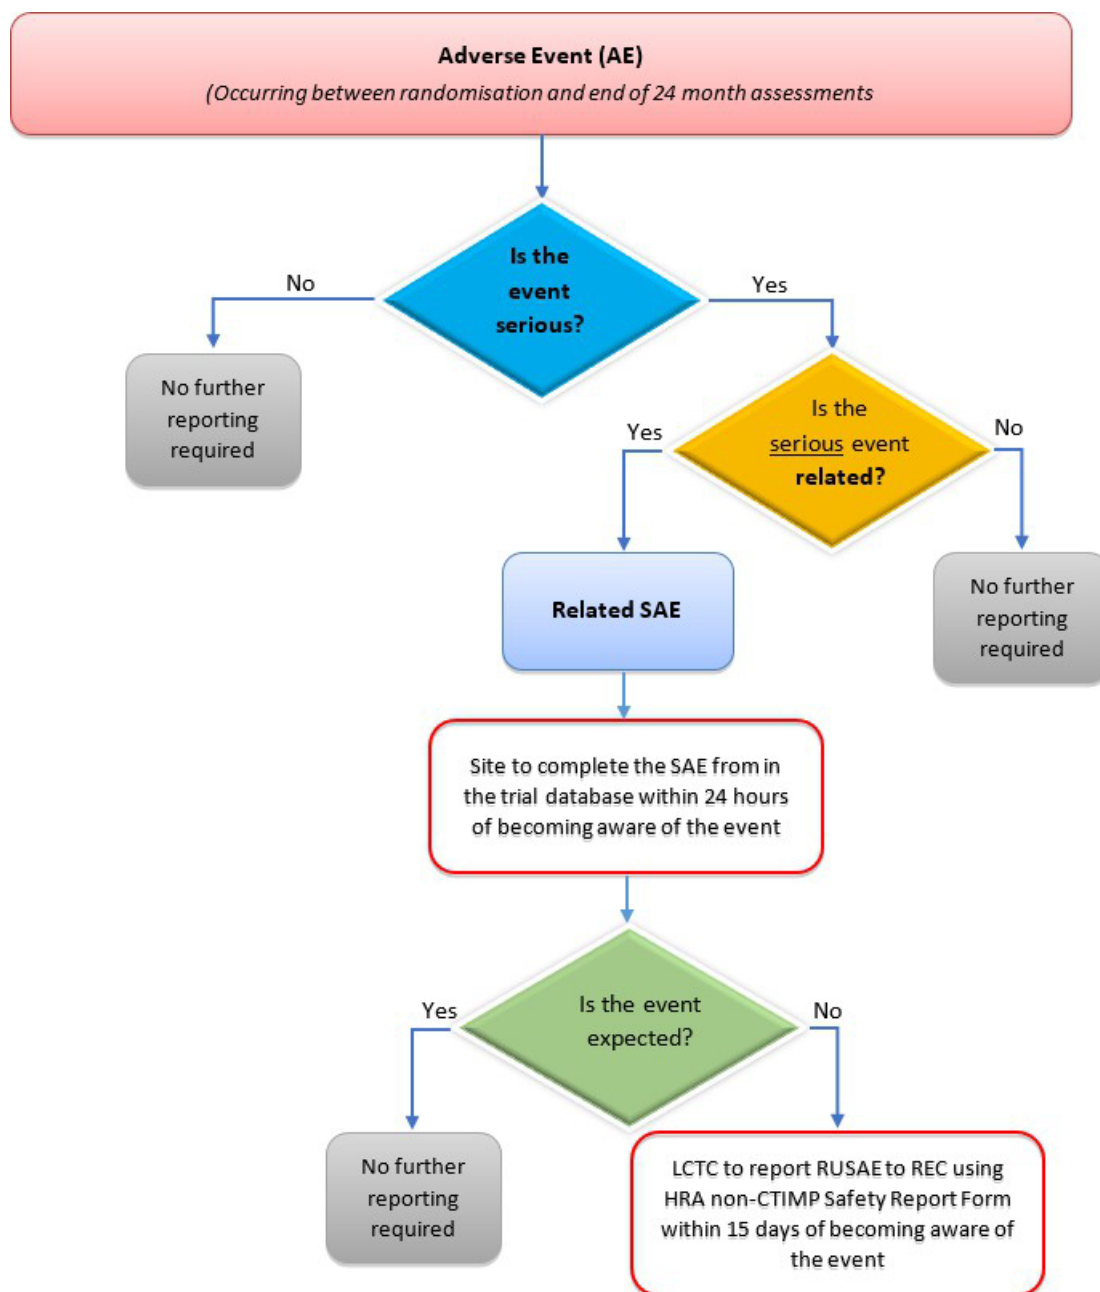 Adverse Event (AE)
(Occurring between randomisation and end of 24 month assessments
Is the
event
serious?
No
Yes
No further
reporting
required
Is the
serious event
related?
Yes
No
Related SAE
No further
reporting
required
Site to complete the SAE from in
the trial database within 24 hours
of becoming aware of the event
Is the event
expected?
Yes
No
No further
reporting
required
LCTC to report RUSAE to REC using
HRA non-CTIMP Safety Report Form
within 15 days of becoming aware of
the event